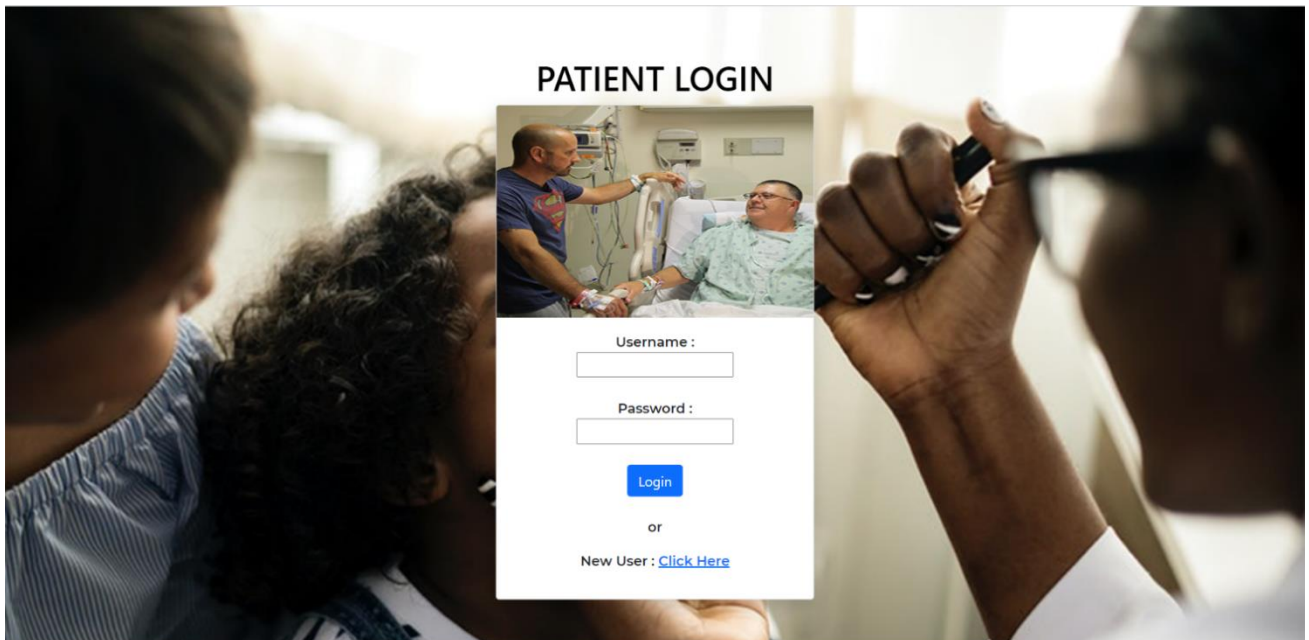 PATIENT LOGIN
Username :
Password :
Login
or
New User : Click Here